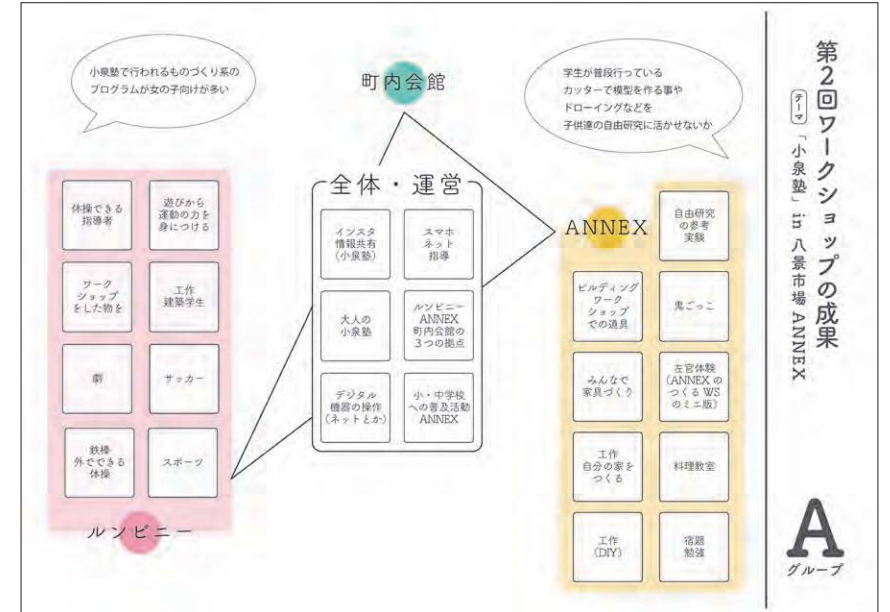 第2回ワークショップの成果
テーマ 「小泉塾」in 八景市場 ANNEX
A
グループ
小泉塾で行われるものづくり系の
プログラムが女の子向けが多い
町内会館
学生が普段行っている
カッターで模型を作る事や
ドローイングなどを
子供達の自由研究に活かせないか
体操できる
指導者
遊びから
運動の力を
身につける
ワーク
ショップ
をした物を
工作
建築学生
劇
サッカー
鉄棒
外でできる
体操
スポーツ
ルンビニー
全体・運営
インスタ
情報共有
(小泉塾)
スマホ
ネット
指導
大人の
小泉塾
ルンビニー
ANNEX
町内会館の
3つの拠点
デジタル
機器の操作
(ネットとか)
小・中学校
への普及活動
ANNEX
ANNEX
自由研究
の参考
実験
ビルディング
ワーク
ショップ
での道具
鬼ごっこ
みんなで
家具づくり
左官体験
(ANNEXの
つくるWS
のミニ版)
工作
自分の家を
つくる
料理教室
工作
(DIY)
宿題
勉強